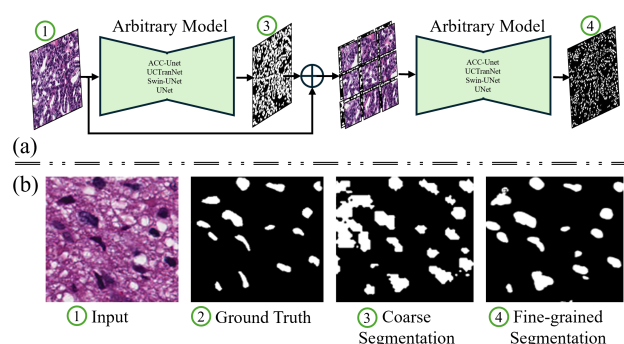 1
Arbitrary Model
ACC-Unet
UCTranNet
Swin-UNet
UNet
3
Arbitrary Model
ACC-Unet
UCTranNet
Swin-UNet
UNet
4
(a)
(b)
1 Input
2 Ground Truth
3 Coarse
Segmentation
4 Fine-grained
Segmentation